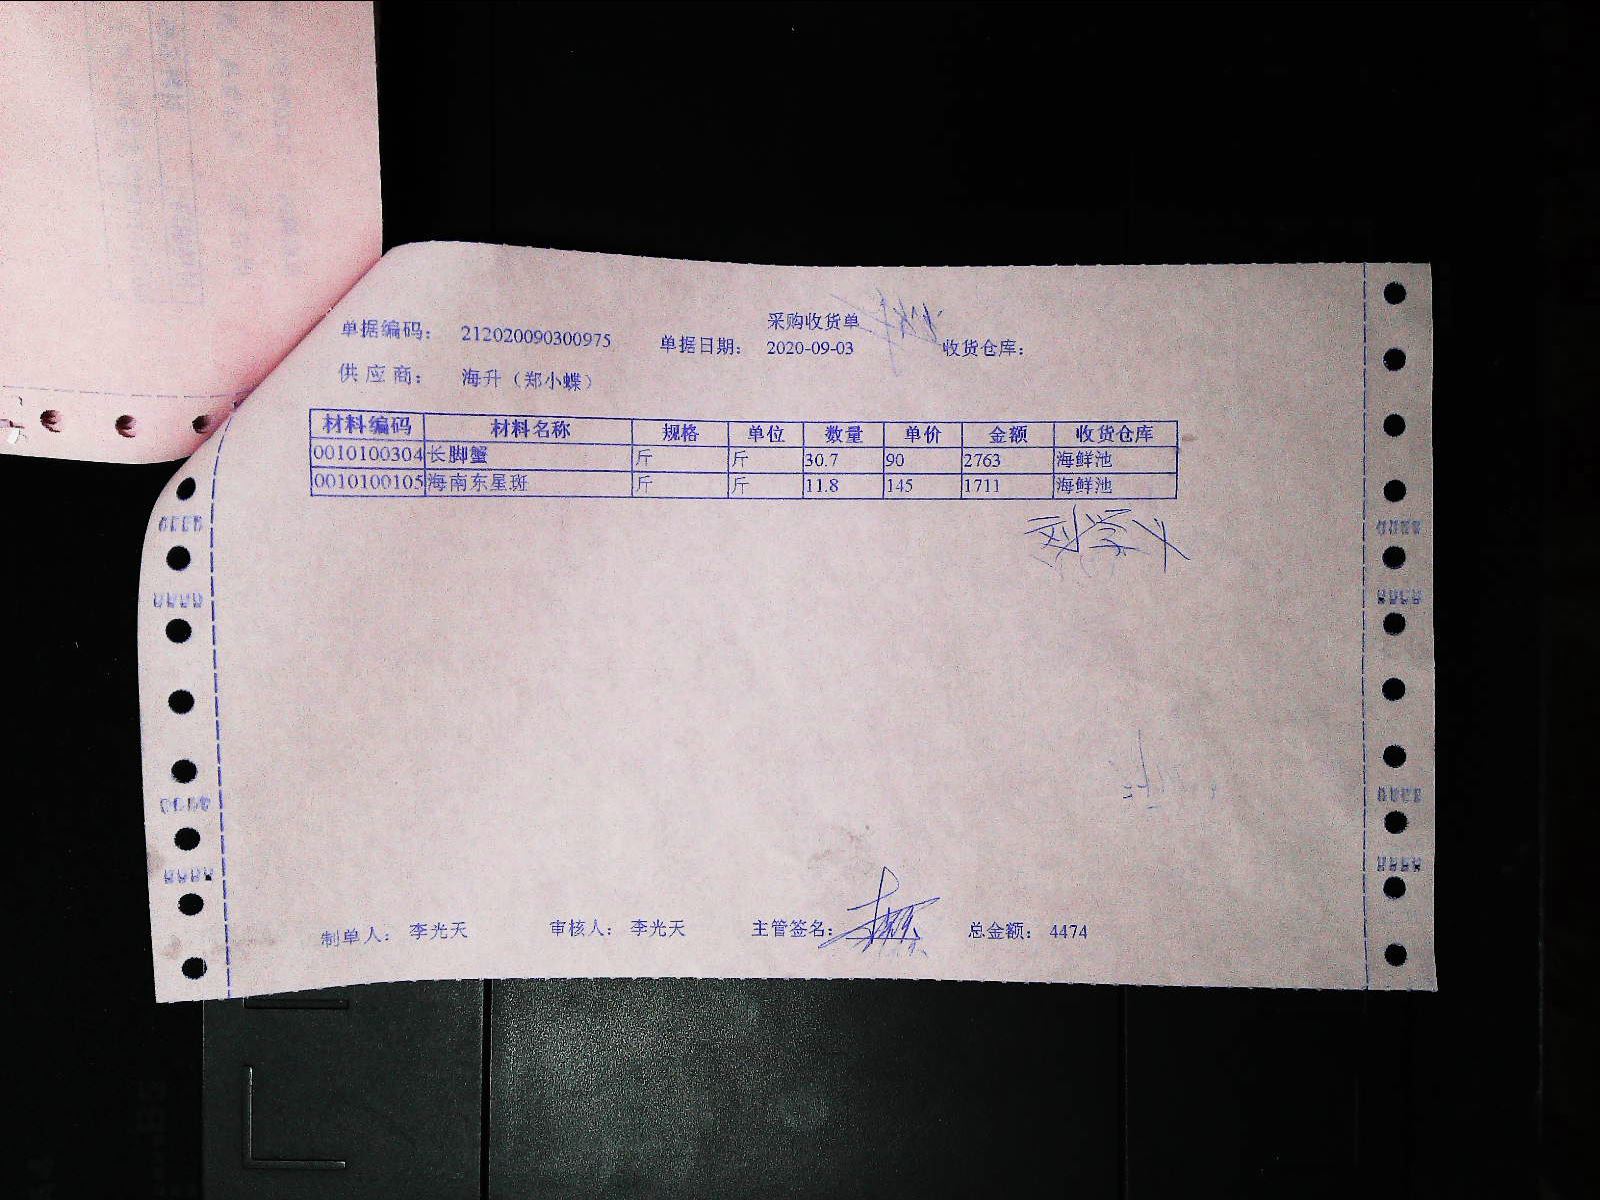 采购收货单
单据编码： 212020090300975 单据日期： 2020-09-03 收货仓库：
供应商： 海升（郑小蝶）
材料编码 材料名称 规格 单位 数量 单价 金额 收货仓库
0010100304 长脚蟹 斤 斤 30.7 90 2763 海鲜池
0010100105 海南东星斑 斤 斤 11.8 145 1711 海鲜池
制单人： 李光天 审核人： 李光天 主管签名： 总金额： 4474